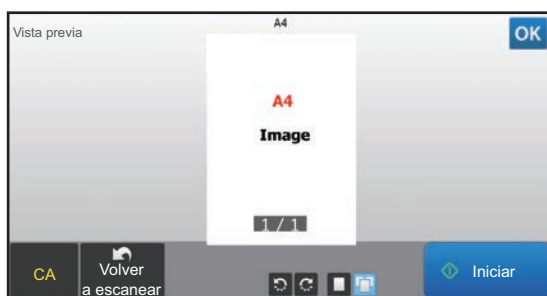 Vista previa
A4
OK
A4
Image
1 / 1
CA
Volver
a escanear
Iniciar